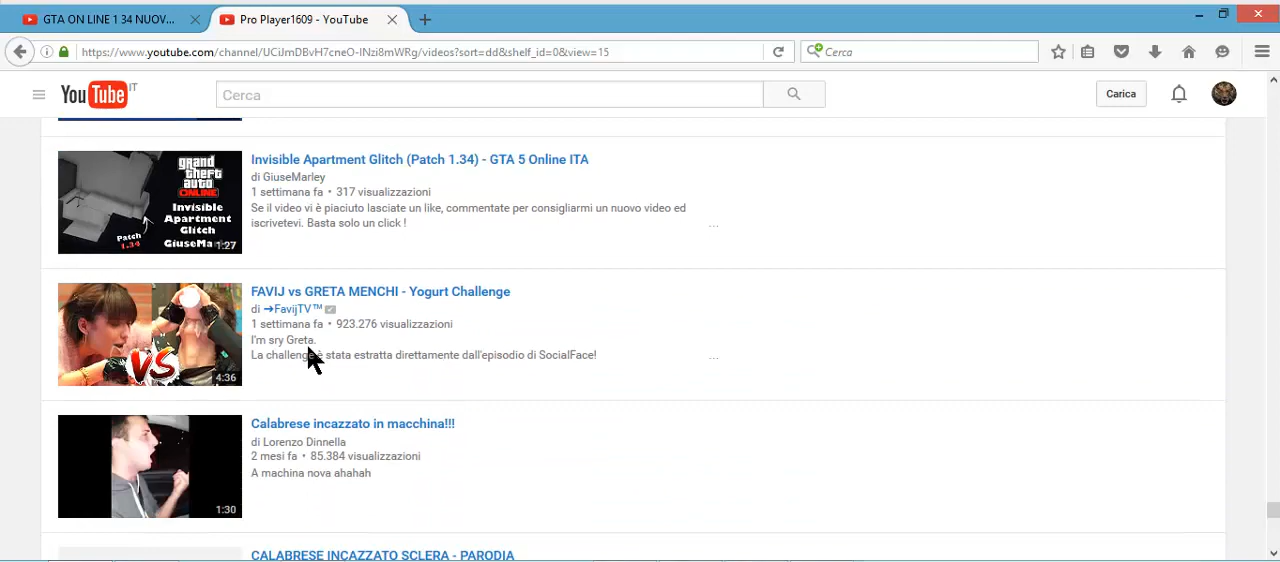 GTA ON LINE 1 34 NUOV...
Pro Player1609 - YouTube
https://www.youtube.com/channel/UCiJmDBvH7cneO-lNzi8mWRg/videos?sort=dd&shelf_id=0&view=15
Cerca
YouTube IT
Cerca
Carica
grand
theft
auto
ONLINE
Invisible
Apartment
Glitch
Patch
1.34
GiuseMa
1:27
Invisible Apartment Glitch (Patch 1.34) - GTA 5 Online ITA
di GiuseMarley
1 settimana fa • 317 visualizzazioni
Se il video vi è piaciuto lasciate un like, commentate per consigliarmi un nuovo video ed
iscrivetevi. Basta solo un click !
...
VS
4:36
FAVIJ vs GRETA MENCHI - Yogurt Challenge
di ➔FavijTV™
1 settimana fa • 923.276 visualizzazioni
I'm sry Greta.
La challenge è stata estratta direttamente dall'episodio di SocialFace!
...
1:30
Calabrese incazzato in macchina!!!
di Lorenzo Dinnella
2 mesi fa • 85.384 visualizzazioni
A machina nova ahahah
CALABRESE INCAZZATO SCLERA - PARODIA